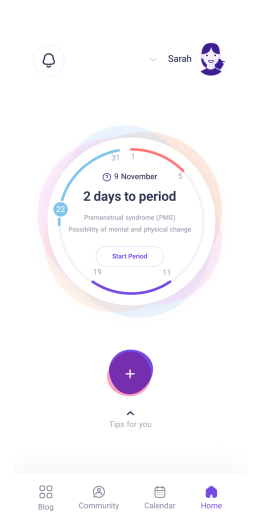 Sarah
31 1
9 November
5
2 days to period
22
Premenstrual syndrome (PMS)
Possibility of mental and physical change
Start Period
19 11
+
Tips for you
Blog Community Calendar Home